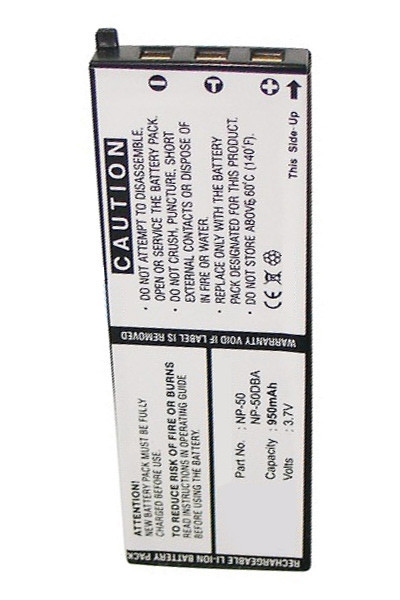 − T +
This Side-Up
CAUTION
• DO NOT ATTEMPT TO DISASSEMBLE,
OPEN OR SERVICE THE BATTERY PACK.
• DO NOT CRUSH, PUNCTURE, SHORT
EXTERNAL CONTACTS OR DISPOSE OF
IN FIRE OR WATER.
• REPLACE ONLY WITH THE BATTERY
PACK DESIGNATED FOR THIS PRODUCT.
• DO NOT STORE ABOV6,60°C (140°F).
CE
WARRANTY VOID IF LABEL IS REMOVED
ATTENTION!
NEW BATTERY PACK MUST BE FULLY
CHARGED BEFORE INITIAL USE.
TO REDUCE RISK OF FIRE OR BURNS
READ INSTRUCTIONS IN OPERATING GUIDE
BEFORE USING THE BATTERY.
Part No. : NP-50
NP-50DBA
Capacity : 950mAh
Volts : 3.7V
RECHARGEABLE LI-ION BATTERY PACK